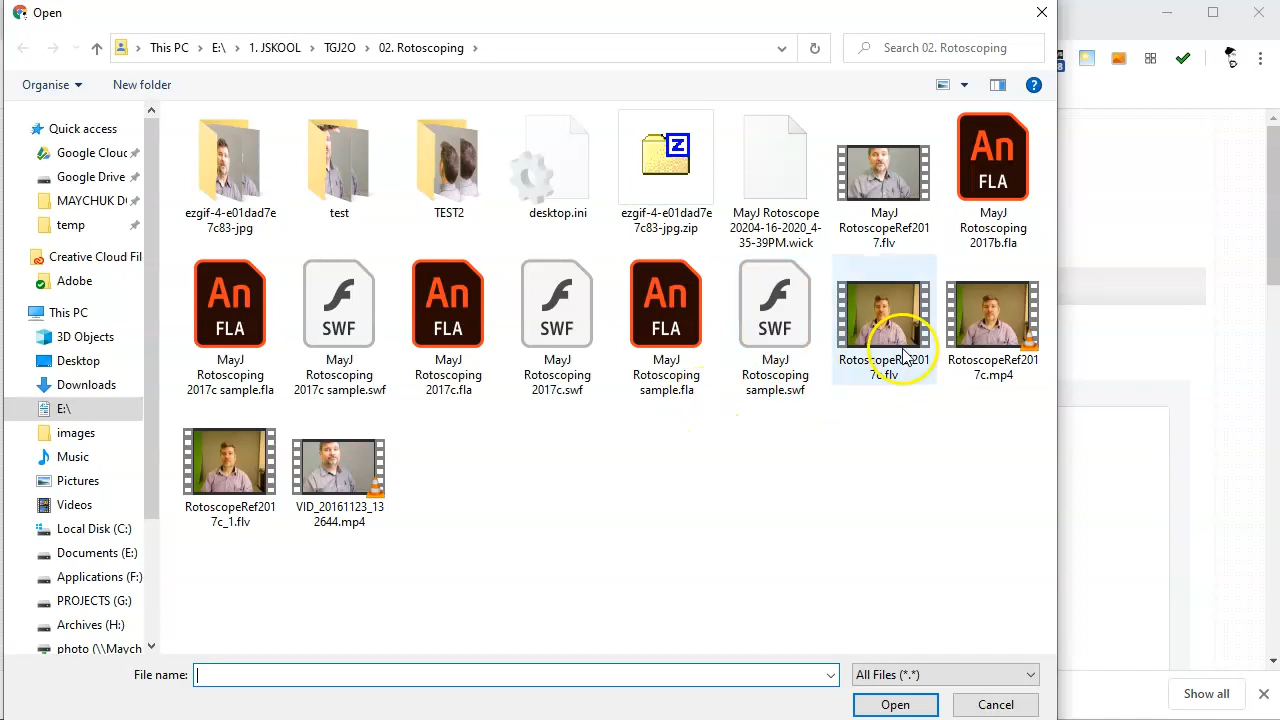 Open
This PC
E:\
1. JSKOOL
TGJ2O
02. Rotoscoping
Search 02. Rotoscoping
Organise
New folder
Quick access
Google Clouc
Google Drive
MAYCHUK D(
temp
Creative Cloud Fil
Adobe
This PC
3D Objects
Desktop
Downloads
E:\
images
Music
Pictures
Videos
Local Disk (C:)
Documents (E:)
Applications (F:)
PROJECTS (G:)
Archives (H:)
photo (\\Maych
ezgif-4-e01dad7e
7c83-jpg
test
TEST2
desktop.ini
Z
ezgif-4-e01dad7e
7c83-jpg.zip
MayJ Rotoscope
20204-16-2020_4-
35-39PM.wick
MayJ
RotoscopeRef201
7.flv
An
FLA
MayJ
Rotoscoping
2017b.fla
An
FLA
MayJ
Rotoscoping
2017c sample.fla
SWF
MayJ
Rotoscoping
2017c sample.swf
An
FLA
MayJ
Rotoscoping
2017c.fla
SWF
MayJ
Rotoscoping
2017c.swf
An
FLA
MayJ
Rotoscoping
sample.fla
SWF
MayJ
Rotoscoping
sample.swf
RotoscopeRef201
7c.flv
RotoscopeRef201
7c.mp4
RotoscopeRef201
7c_1.flv
VID_20161123_13
2644.mp4
File name:
All Files (*.*)
Open
Cancel
Show all